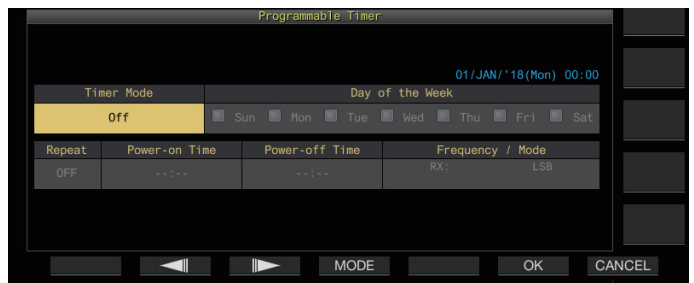 Programmable Timer
01/JAN/'18(Mon) 00:00
Timer Mode Day of the Week
Off Sun Mon Tue Wed Thu Fri Sat
Repeat Power-on Time Power-off Time Frequency / Mode
OFF --:-- --:-- RX: LSB
MODE OK CANCEL